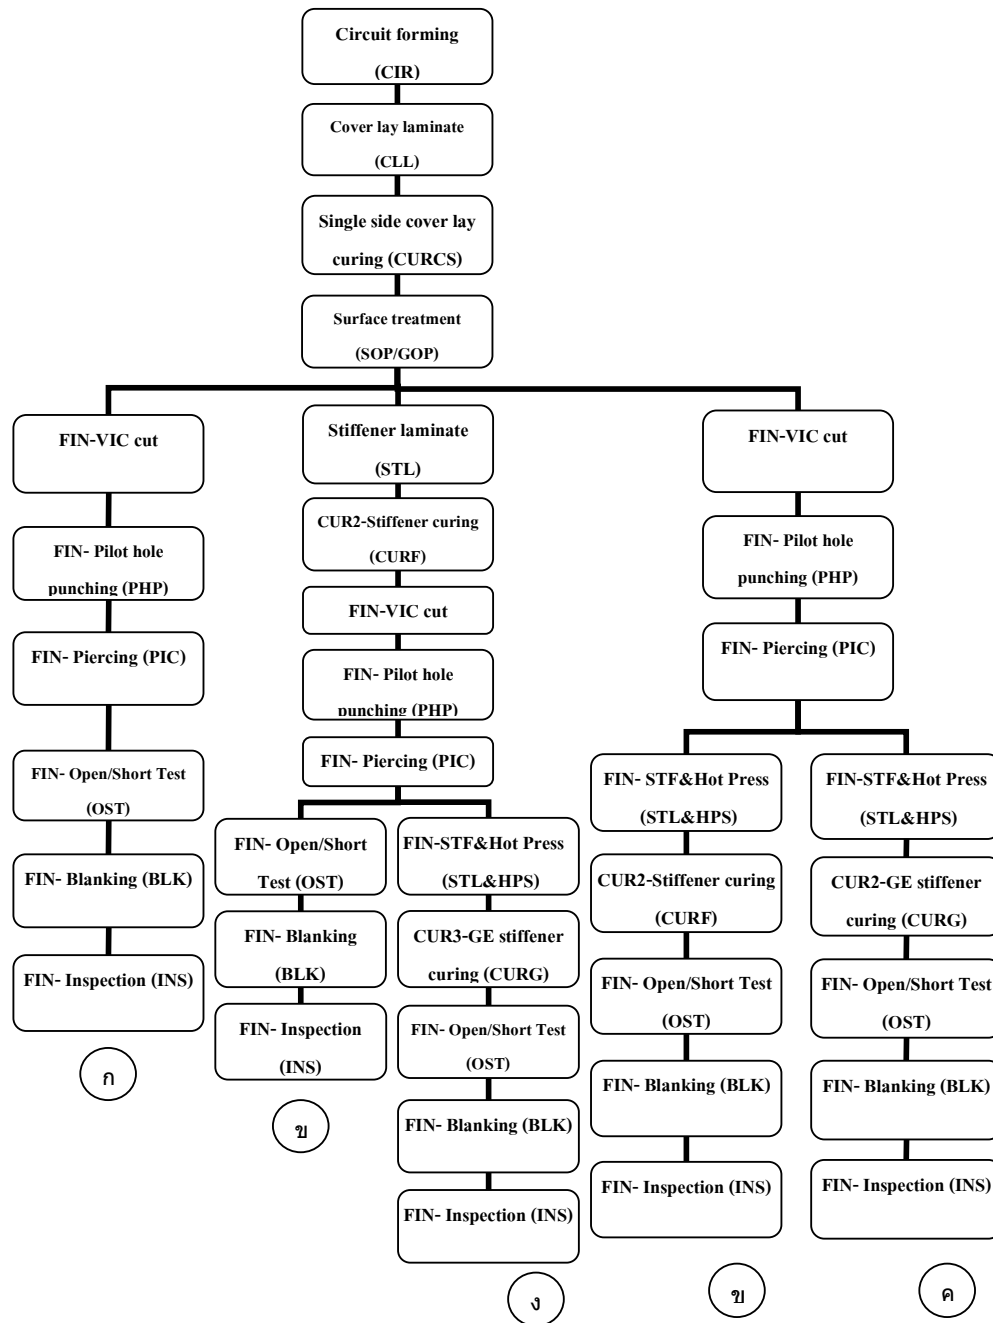 Circuit forming
(CIR)
Cover lay laminate
(CLL)
Single side cover lay
curing (CURCS)
Surface treatment
(SOP/GOP)
FIN-VIC cut
FIN- Pilot hole
punching (PHP)
FIN- Piercing (PIC)
FIN- Open/Short Test
(OST)
FIN- Blanking (BLK)
FIN- Inspection (INS)
ก
Stiffener laminate
(STL)
CUR2-Stiffener curing
(CURF)
FIN-VIC cut
FIN- Pilot hole
punching (PHP)
FIN- Piercing (PIC)
FIN- Open/Short
Test (OST)
FIN- Blanking
(BLK)
FIN- Inspection
(INS)
ข
FIN-STF&Hot Press
(STL&HPS)
CUR3-GE stiffener
curing (CURG)
FIN- Open/Short Test
(OST)
FIN- Blanking (BLK)
FIN- Inspection (INS)
ง
FIN-VIC cut
FIN- Pilot hole
punching (PHP)
FIN- Piercing (PIC)
FIN- STF&Hot Press
(STL&HPS)
CUR2-Stiffener curing
(CURF)
FIN- Open/Short Test
(OST)
FIN- Blanking (BLK)
FIN- Inspection (INS)
ข
FIN-STF&Hot Press
(STL&HPS)
CUR2-GE stiffener
curing (CURG)
FIN- Open/Short Test
(OST)
FIN- Blanking (BLK)
FIN- Inspection (INS)
ค